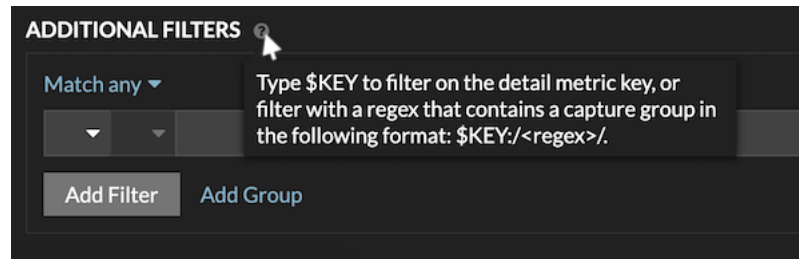 ADDITIONAL FILTERS ?
Match any
Type $KEY to filter on the detail metric key, or
filter with a regex that contains a capture group in
the following format: $KEY:/<regex>/.
Add Filter Add Group